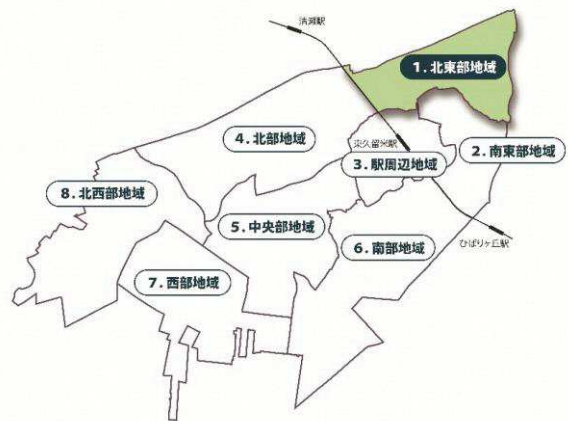 清瀬駅
1.北東部地域
4.北部地域
東久留米駅
2.南東部地域
3.駅周辺地域
8.北西部地域
5.中央部地域
6.南部地域
ひばりヶ丘駅
7.西部地域